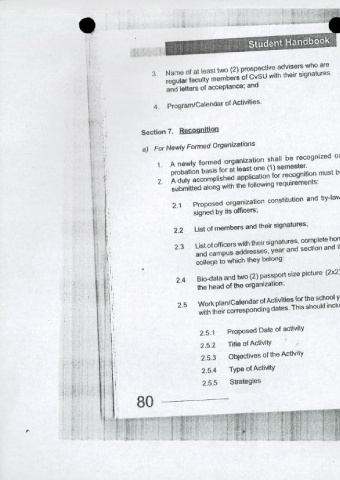 Student Handbook
3. Name of at least two (2) prospective advisers who are
regular faculty members of CvSU with their signatures
and letters of acceptance; and
4. Program/Calendar of Activities.
Section 7. Recognition
a) For Newly Formed Organizations
1. A newly formed organization shall be recognized o
probation basis for at least one (1) semester.
2. A duly accomplished application for recognition must b
submitted along with the following requirements:
2.1 Proposed organization constitution and by-law
signed by its officers;
2.2 List of members and their signatures;
2.3 List of officers with their signatures, complete hom
and campus addresses, year and section and t
college to which they belong;
2.4 Bio-data and two (2) passport size picture (2x2)
the head of the organization;
2.5 Work plan/Calendar of Activities for the school y
with their corresponding dates. This should inclu
2.5.1 Proposed Date of activity
2.5.2 Title of Activity
2.5.3 Objectives of the Activity
2.5.4 Type of Activity
2.5.5 Strategies
80